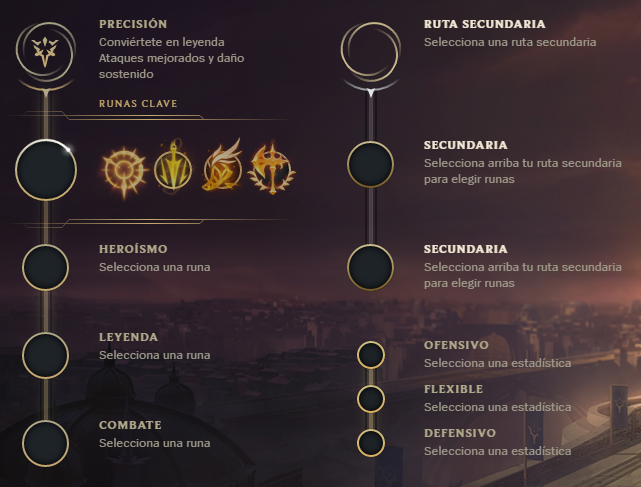 PRECISIÓN
Conviértete en leyenda
Ataques mejorados y daño
sostenido
RUNAS CLAVE
HEROÍSMO
Selecciona una runa
LEYENDA
Selecciona una runa
COMBATE
Selecciona una runa
RUTA SECUNDARIA
Selecciona una ruta secundaria
SECUNDARIA
Selecciona arriba tu ruta secundaria
para elegir runas
SECUNDARIA
Selecciona arriba tu ruta secundaria
para elegir runas
OFENSIVO
Selecciona una estadística
FLEXIBLE
Selecciona una estadística
DEFENSIVO
Selecciona una estadística